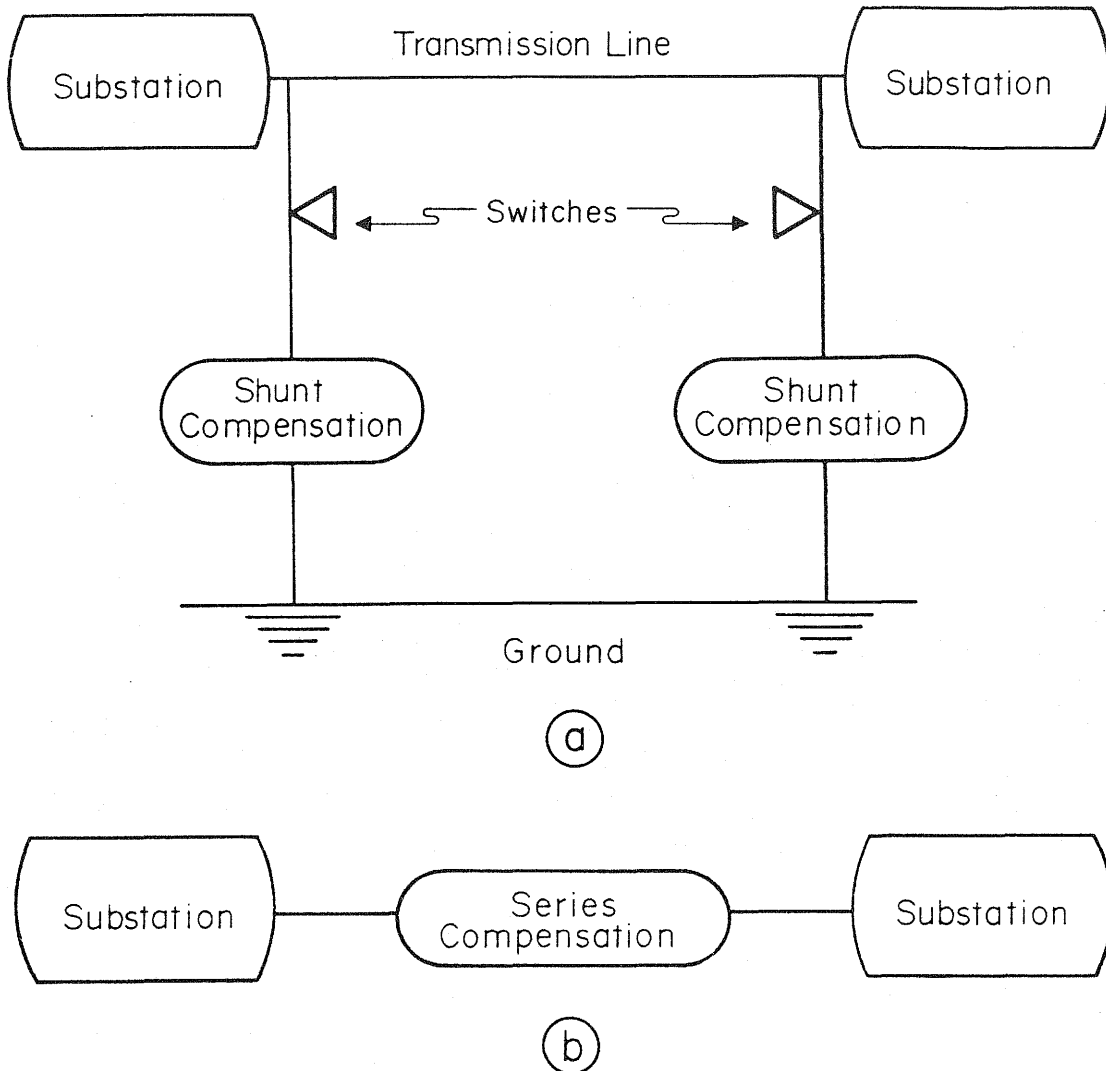 Transmission Line
Substation
Substation
Switches
Shunt
Compensation
Shunt
Compensation
Ground
a
Substation
Series
Compensation
Substation
b